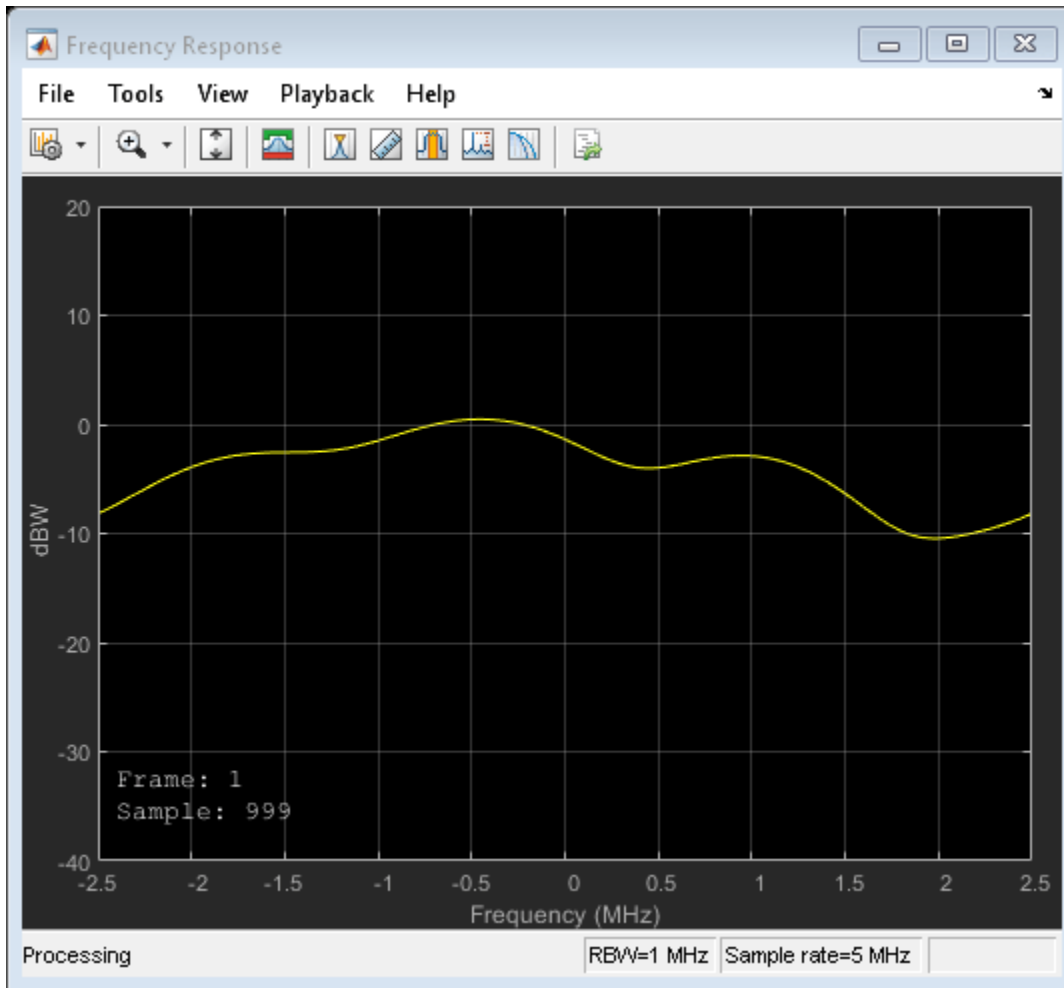 Frequency Response
File Tools View Playback Help
20
10
0
-10
-20
-30
-40
dBW
Frame: 1
Sample: 999
-2.5 -2 -1.5 -1 -0.5 0 0.5 1 1.5 2 2.5
Frequency (MHz)
Processing RBW=1 MHz Sample rate=5 MHz